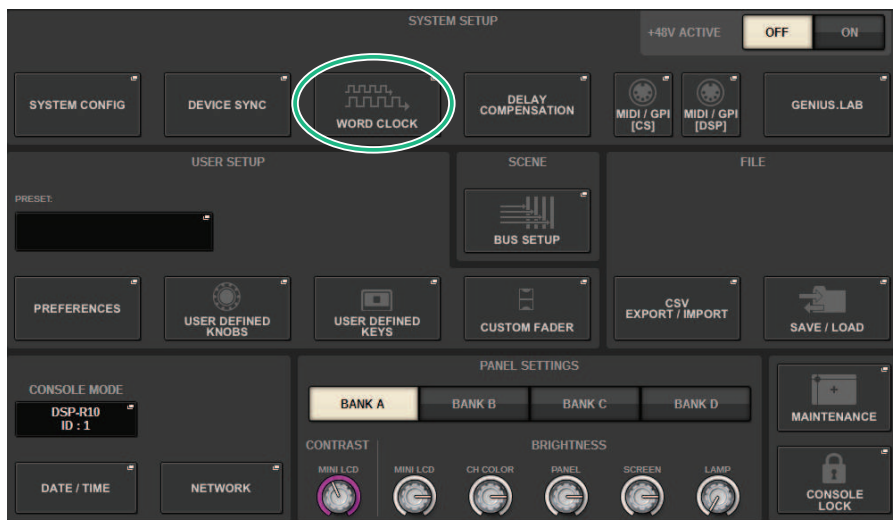 SYSTEM SETUP
+48V ACTIVE
OFF
ON
SYSTEM CONFIG
DEVICE SYNC
WORD CLOCK
DELAY
COMPENSATION
MIDI / GPI
[CS]
MIDI / GPI
[DSP]
GENIUS.LAB
USER SETUP
SCENE
FILE
PRESET:
BUS SETUP
PREFERENCES
USER DEFINED
KNOBS
USER DEFINED
KEYS
CUSTOM FADER
CSV
EXPORT / IMPORT
SAVE / LOAD
CONSOLE MODE
DSP-R10
ID : 1
DATE / TIME
NETWORK
PANEL SETTINGS
BANK A
BANK B
BANK C
BANK D
CONTRAST
BRIGHTNESS
MINI LCD
MINI LCD
CH COLOR
PANEL
SCREEN
LAMP
MAINTENANCE
CONSOLE
LOCK